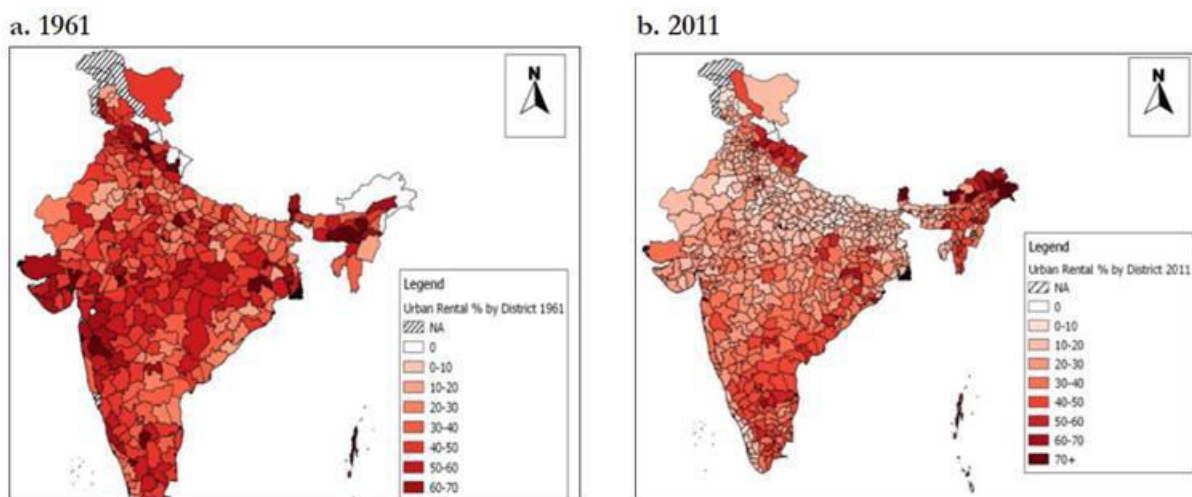 a. 1961
N
Legend
Urban Rental % by District 1961
NA
0
0-10
10-20
20-30
30-40
40-50
50-60
60-70
b. 2011
N
Legend
Urban Rental % by District 2011
NA
0
0-10
10-20
20-30
30-40
40-50
50-60
60-70
70+